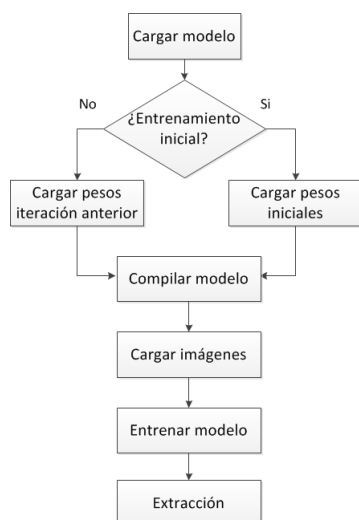 Cargar modelo
No
Si
¿Entrenamiento
inicial?
Cargar pesos
iteración anterior
Cargar pesos
iniciales
Compilar modelo
Cargar imágenes
Entrenar modelo
Extracción